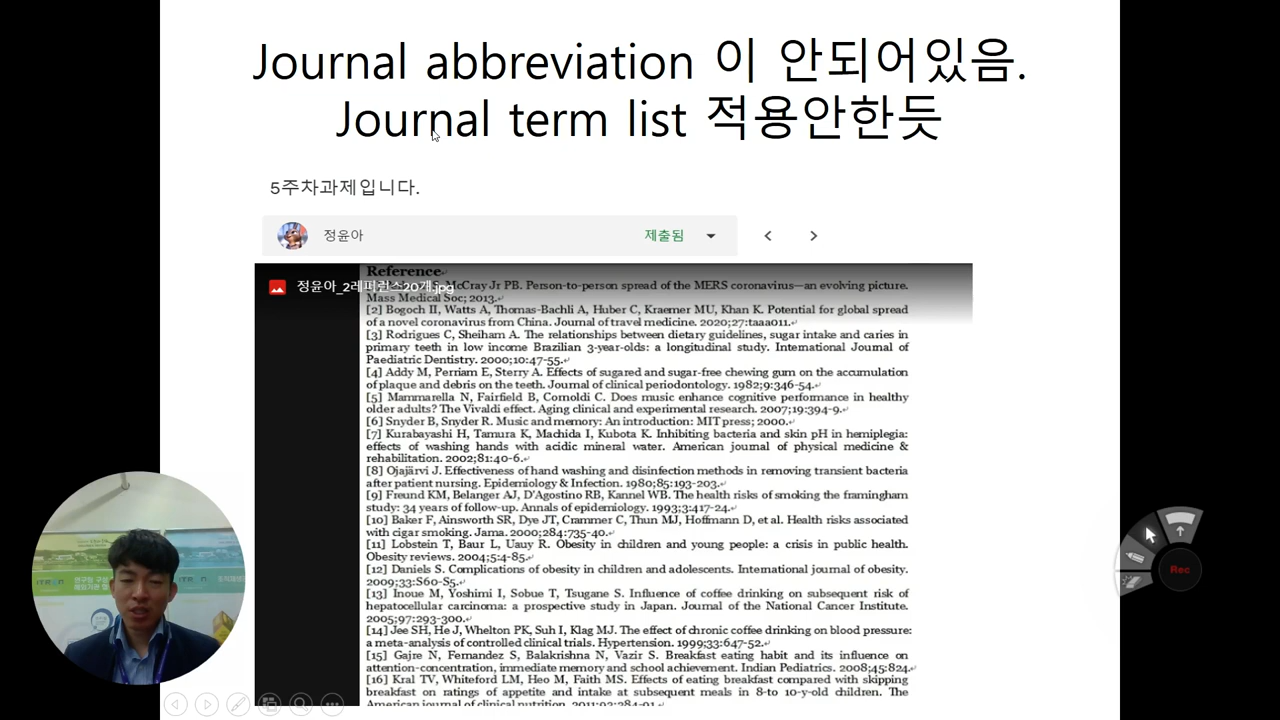 Journal abbreviation 이 안되어있음.
Journal term list 적용안한듯
5주차과제입니다.
정윤아
제출됨
정윤아_2레퍼런스20개.jpg
Reference
McCray Jr PB. Person-to-person spread of the MERS coronavirus—an evolving picture.
Mass Medical Soc; 2013.
[2] Bogoch II, Watts A, Thomas-Bachli A, Huber C, Kraemer MU, Khan K. Potential for global spread
of a novel coronavirus from China. Journal of travel medicine. 2020;27:taaa011.
[3] Rodrigues C, Sheiham A. The relationships between dietary guidelines, sugar intake and caries in
primary teeth in low income Brazilian 3-year-olds: a longitudinal study. International Journal of
Paediatric Dentistry. 2000;10:47-55.
[4] Addy M, Perriam E, Sterry A. Effects of sugared and sugar-free chewing gum on the accumulation
of plaque and debris on the teeth. Journal of clinical periodontology. 1982;9:346-54.
[5] Mammarella N, Fairfield B, Cornoldi C. Does music enhance cognitive performance in healthy
older adults? The Vivaldi effect. Aging clinical and experimental research. 2007;19:394-9.
[6] Snyder B, Snyder R. Music and memory: An introduction: MIT press; 2000.
[7] Kurabayashi H, Tamura K, Machida I, Kubota K. Inhibiting bacteria and skin pH in hemiplegia:
effects of washing hands with acidic mineral water. American journal of physical medicine &
rehabilitation. 2002;81:40-6.
[8] Ojajärvi J. Effectiveness of hand washing and disinfection methods in removing transient bacteria
after patient nursing. Epidemiology & Infection. 1980;85:193-203.
[9] Freund KM, Belanger AJ, D'Agostino RB, Kannel WB. The health risks of smoking the framingham
study: 34 years of follow-up. Annals of epidemiology. 1993;3:417-24.
[10] Baker F, Ainsworth SR, Dye JT, Crammer C, Thun MJ, Hoffmann D, et al. Health risks associated
with cigar smoking. Jama. 2000;284:735-40.
[11] Lobstein T, Baur L, Uauy R. Obesity in children and young people: a crisis in public health.
Obesity reviews. 2004;5:4-85.
[12] Daniels S. Complications of obesity in children and adolescents. International journal of obesity.
2009;33:S60-S5.
[13] Inoue M, Yoshimi I, Sobue T, Tsugane S. Influence of coffee drinking on subsequent risk of
hepatocellular carcinoma: a prospective study in Japan. Journal of the National Cancer Institute.
2005;97:293-300.
[14] Jee SH, He J, Whelton PK, Suh I, Klag MJ. The effect of chronic coffee drinking on blood pressure:
a meta-analysis of controlled clinical trials. Hypertension. 1999;33:647-52.
[15] Gajre N, Fernandez S, Balakrishna N, Vazir S. Breakfast eating habit and its influence on
attention-concentration, immediate memory and school achievement. Indian Pediatrics. 2008;45:824.
[16] Kral TV, Whiteford LM, Heo M, Faith MS. Effects of eating breakfast compared with skipping
breakfast on ratings of appetite and intake at subsequent meals in 8-to 10-y-old children. The
American journal of clinical nutrition. 2011;93:284-91.
Rec